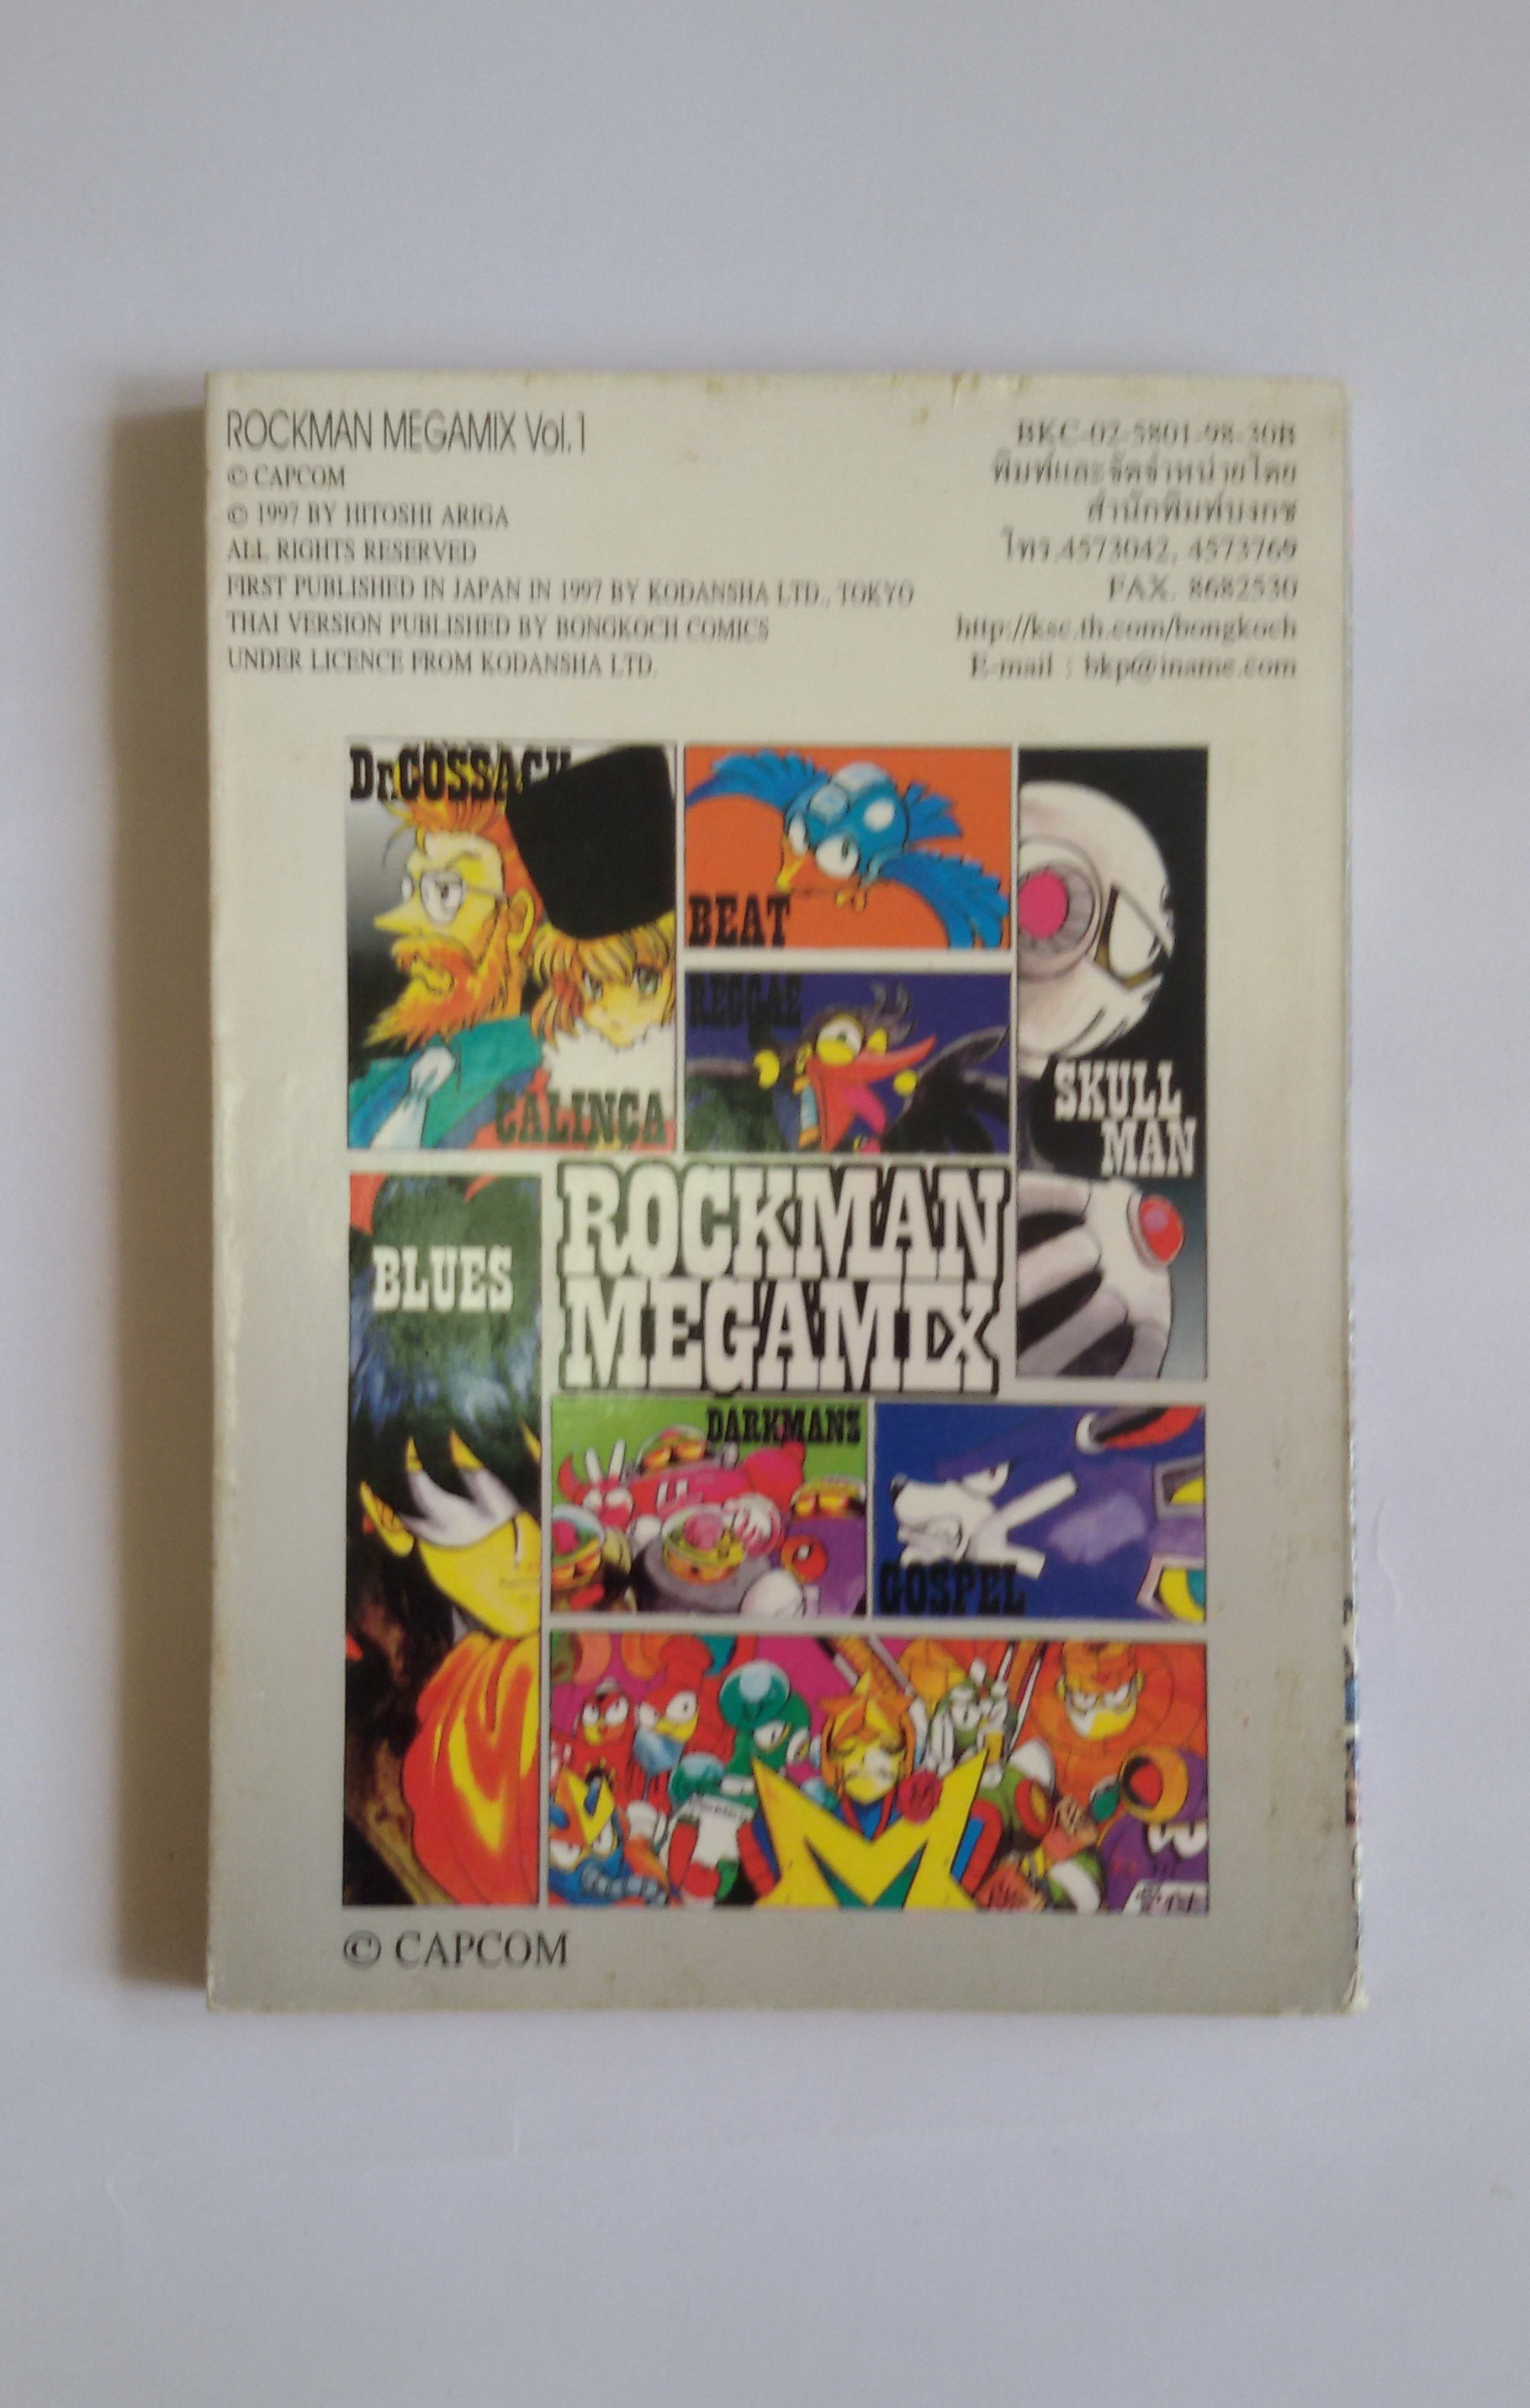 ROCKMAN MEGAMIX Vol.1
© CAPCOM
© 1997 BY HITOSHI ARIGA
ALL RIGHTS RESERVED
FIRST PUBLISHED IN JAPAN IN 1997 BY KODANSHA LTD., TOKYO
THAI VERSION PUBLISHED BY BONGKOCH COMICS
UNDER LICENCE FROM KODANSHA LTD.
BKC-02-5801-98-30B
พิมพ์และจัดจำหน่ายโดย
สำนักพิมพ์บงกช
โทร.4573042, 4573769
FAX. 8682530
http://ksc.th.com/bongkoch
E-mail : bkp@iname.com
Dr.COSSACK
CALINCA
BEAT
REGGAE
SKULL
MAN
BLUES
ROCKMAN
MEGAMIX
DARKMANS
GOSPEL
© CAPCOM